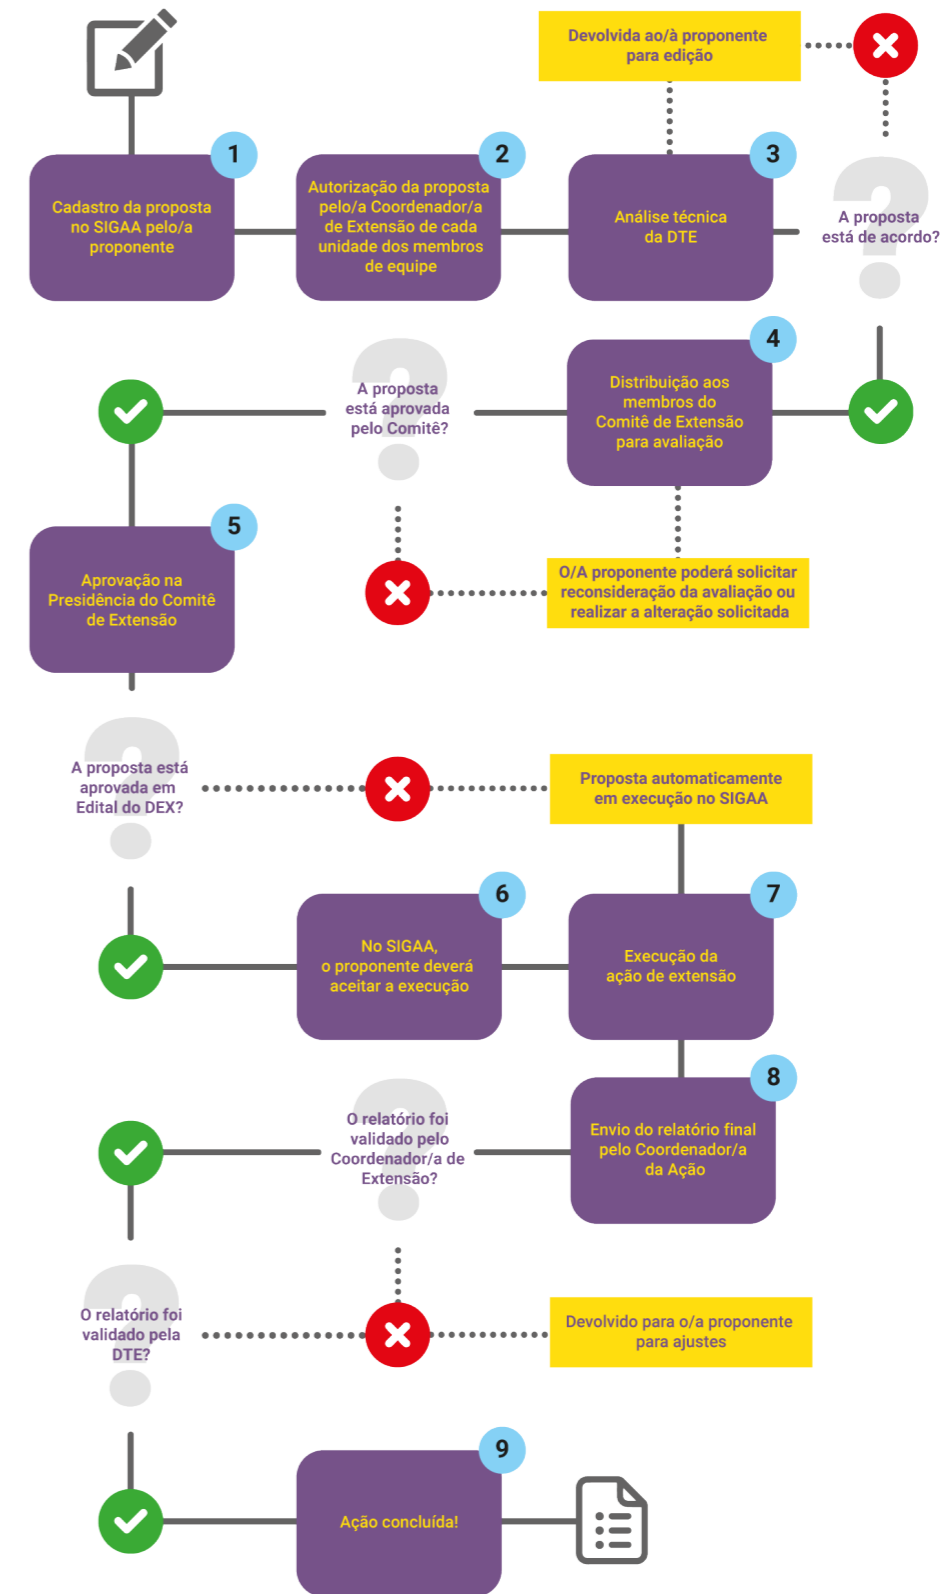 Devolvida ao/à proponente
para edição
1
Cadastro da proposta
no SIGAA pelo/a
proponente
2
Autorização da proposta
pelo/a Coordenador/a
de Extensão de cada
unidade dos membros
de equipe
3
Análise técnica
da DTE
A proposta
está de acordo?
4
Distribuição aos
membros do
Comitê de Extensão
para avaliação
A proposta
está aprovada
pelo Comitê?
O/A proponente poderá solicitar
reconsideração da avaliação ou
realizar a alteração solicitada
5
Aprovação na
Presidência do Comitê
de Extensão
A proposta está
aprovada em
Edital do DEX?
Proposta automaticamente
em execução no SIGAA
6
No SIGAA,
o proponente deverá
aceitar a execução
7
Execução da
ação de extensão
8
Envio do relatório final
pelo Coordenador/a
da Ação
O relatório foi
validado pelo
Coordenador/a de
Extensão?
O relatório foi
validado pela
DTE?
Devolvido para o/a proponente
para ajustes
9
Ação concluída!